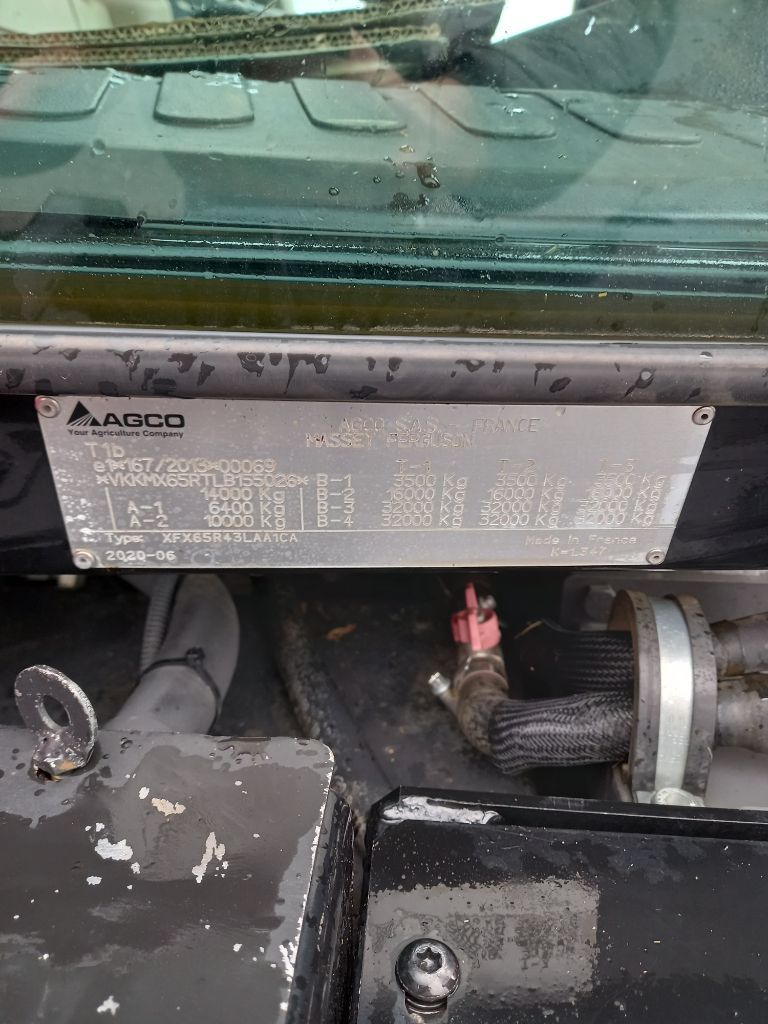 AGCO
Your Agriculture Company
AGCO S.A.S. - FRANCE
MASSEY FERGUSON
T1b
e1*167/2013*00069
*VKKMX65RTLB155026*
T-1 T-2 T-3
B-1 3500 Kg 3500 Kg 3500 Kg
14000 Kg B-2 16000 Kg 16000 Kg 16000 Kg
A-1 6400 Kg B-3 32000 Kg 32000 Kg 32000 Kg
A-2 10000 Kg B-4 32000 Kg 32000 Kg 32000 Kg
Type: XFX65R43LAA1CA Made in France
2020-06 K=1.347